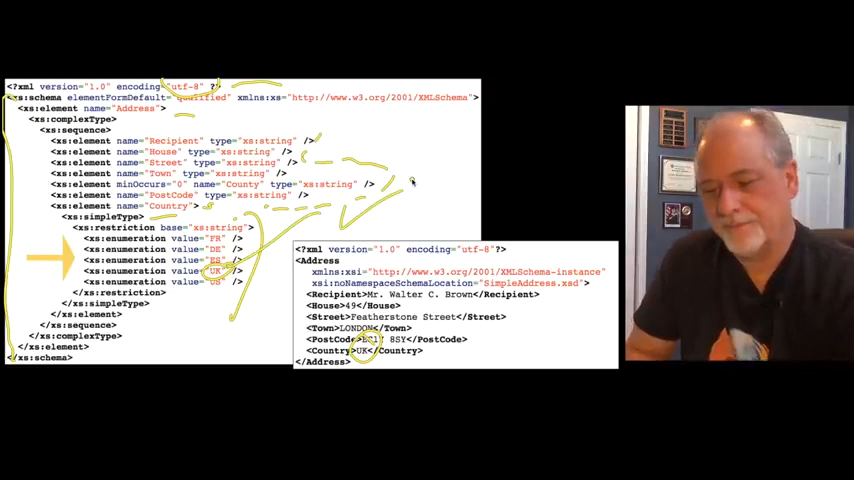 <?xml version="1.0" encoding="utf-8" ?>
<xs:schema elementFormDefault="qualified" xmlns:xs="http://www.w3.org/2001/XMLSchema">
<xs:element name="Address">
<xs:complexType>
<xs:sequence>
<xs:element name="Recipient" type="xs:string" />
<xs:element name="House" type="xs:string" />
<xs:element name="Street" type="xs:string" />
<xs:element name="Town" type="xs:string" />
<xs:element minOccurs="0" name="County" type="xs:string" />
<xs:element name="PostCode" type="xs:string" />
<xs:element name="Country">
<xs:simpleType>
<xs:restriction base="xs:string">
<xs:enumeration value="FR" />
<xs:enumeration value="DE" />
<xs:enumeration value="ES" />
<xs:enumeration value="UK" />
<xs:enumeration value="US" />
</xs:restriction>
</xs:simpleType>
</xs:element>
</xs:sequence>
</xs:complexType>
</xs:element>
</xs:schema>
<?xml version="1.0" encoding="utf-8"?>
<Address
xmlns:xsi="http://www.w3.org/2001/XMLSchema-instance"
xsi:noNamespaceSchemaLocation="SimpleAddress.xsd">
<Recipient>Mr. Walter C. Brown</Recipient>
<House>49</House>
<Street>Featherstone Street</Street>
<Town>LONDON</Town>
<PostCode>EC1Y 8SY</PostCode>
<Country>UK</Country>
</Address>